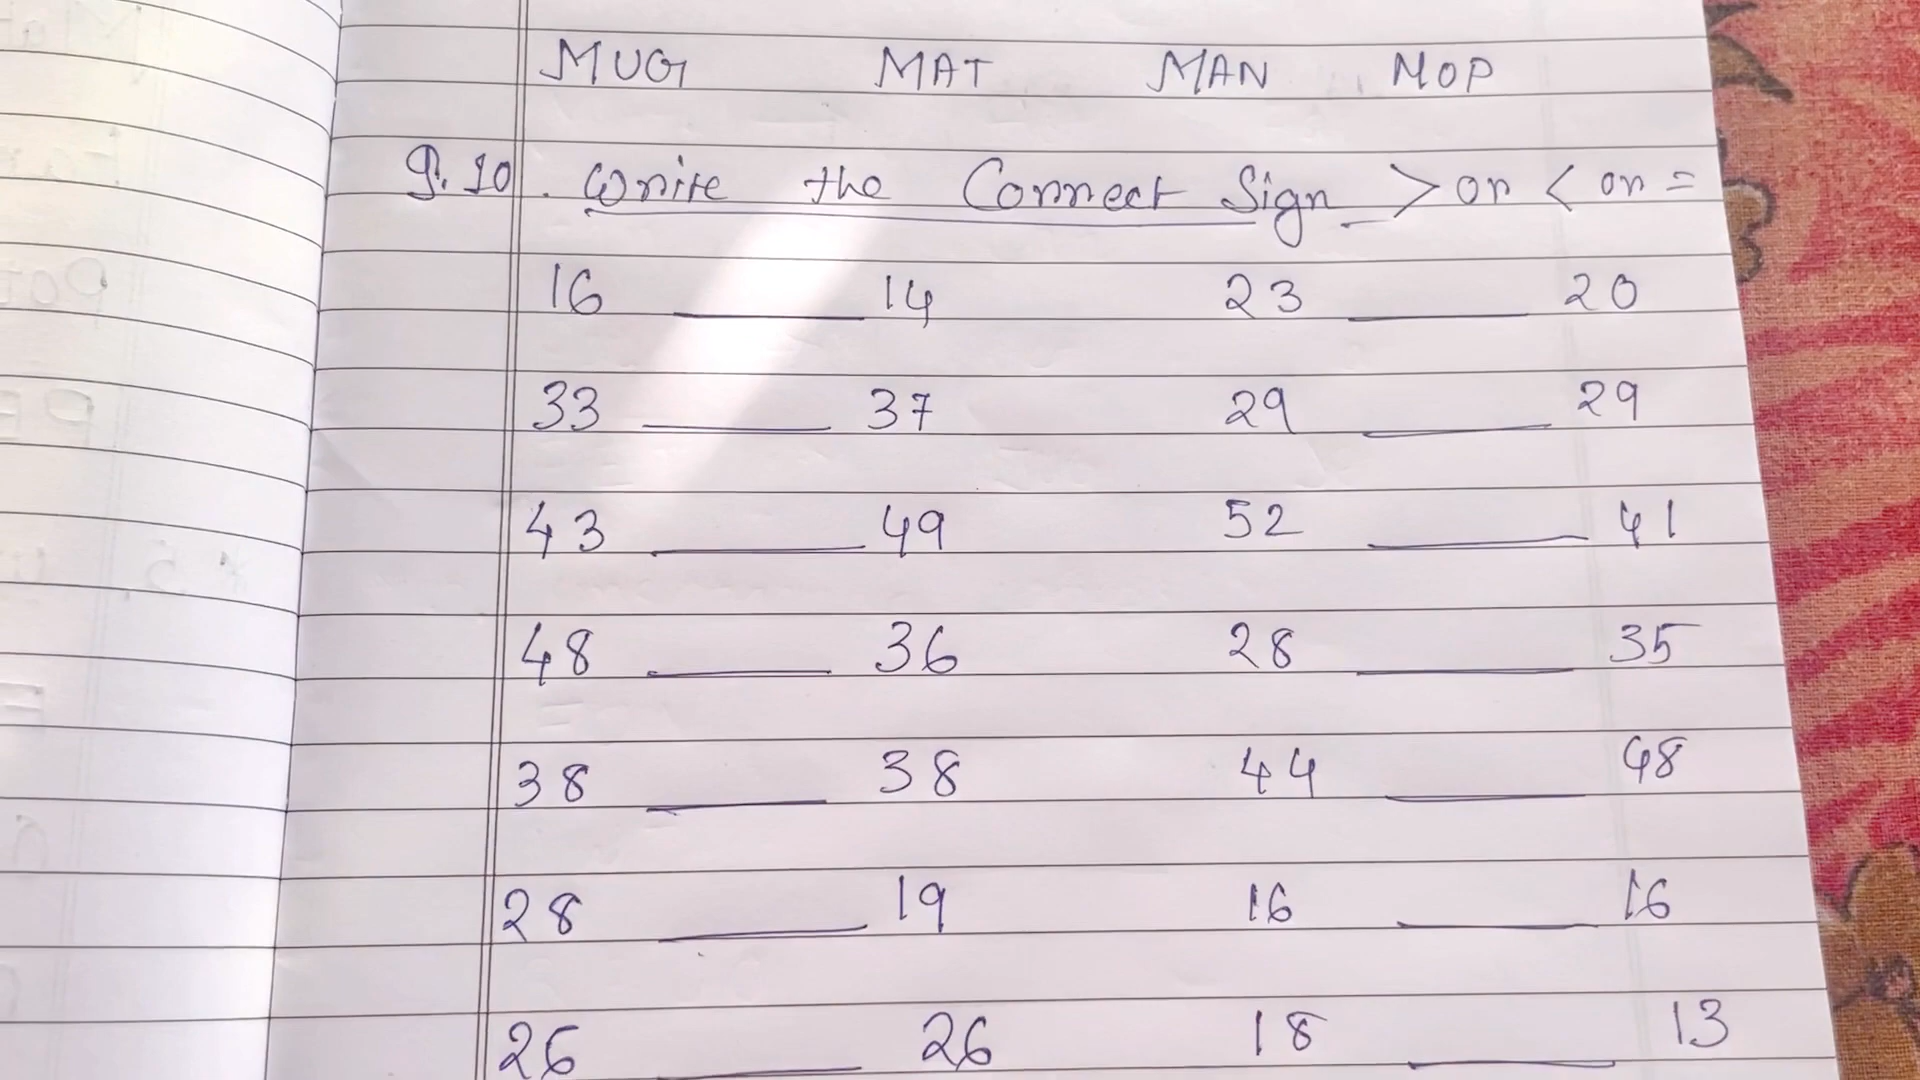 MUG MAT MAN MOP
Q.10. Write the Correct Sign > or < or =
16 ____ 14 23 ____ 20
33 ____ 37 29 ____ 29
43 ____ 49 52 ____ 41
48 ____ 36 28 ____ 35
38 ____ 38 44 ____ 48
28 ____ 19 16 ____ 16
26 ____ 26 18 ____ 13